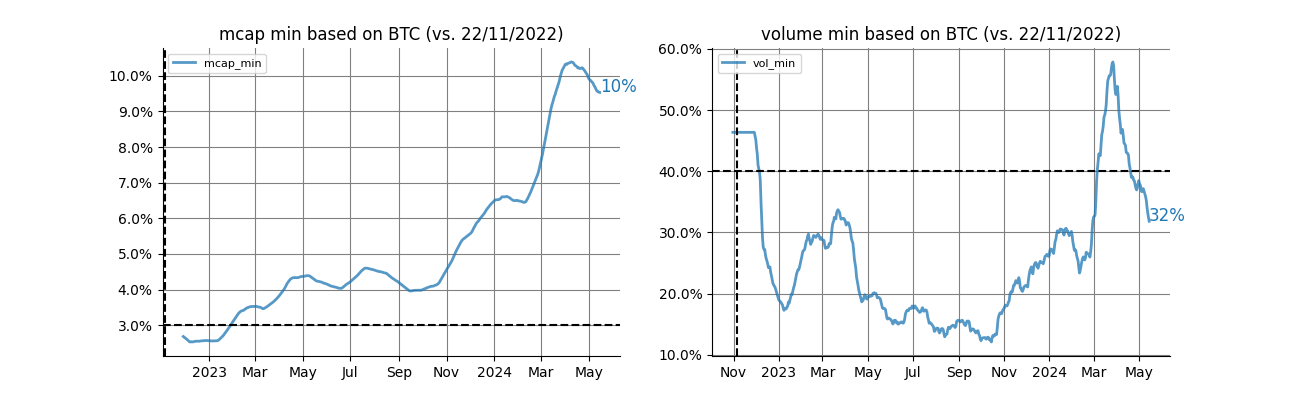 mcap min based on BTC (vs. 22/11/2022)
mcap_min
10.0%
9.0%
8.0%
7.0%
6.0%
5.0%
4.0%
3.0%
10%
2023 Mar May Jul Sep Nov 2024 Mar May
volume min based on BTC (vs. 22/11/2022)
vol_min
60.0%
50.0%
40.0%
30.0%
20.0%
10.0%
32%
Nov 2023 Mar May Jul Sep Nov 2024 Mar May